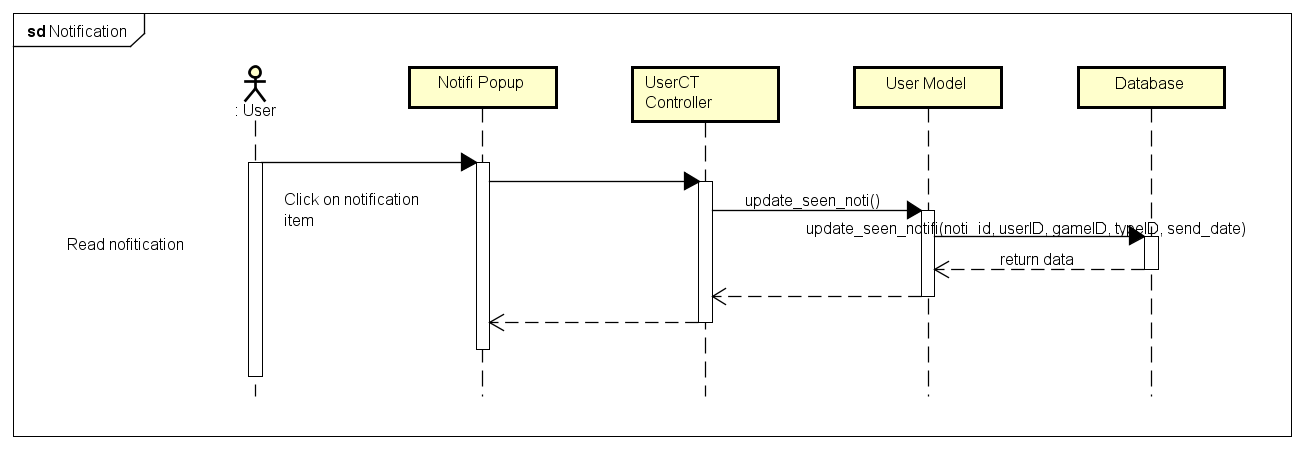 sd Notification
: User
Notifi Popup
UserCT
Controller
User Model
Database
Click on notification
item
update_seen_noti()
update_seen_notifi(noti_id, userID, gameID, typeID, send_date)
Read nofitication
return data